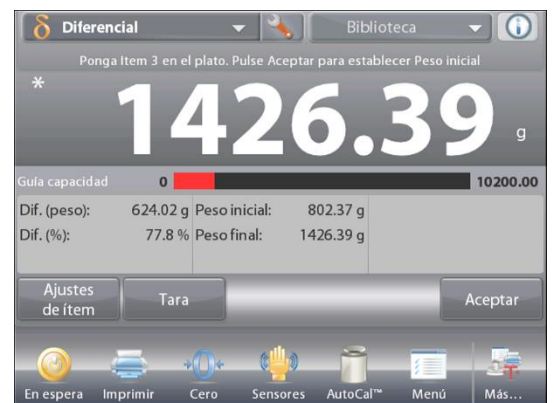 δ Diferencial Biblioteca
Ponga Item 3 en el plato. Pulse Aceptar para establecer Peso inicial
* 1426.39 g
Guía capacidad 0 10200.00
Dif. (peso): 624.02 g Peso inicial: 802.37 g
Dif. (%): 77.8 % Peso final: 1426.39 g
Ajustes de ítem Tara Aceptar
En espera Imprimir Cero Sensores AutoCal™ Menú Más...